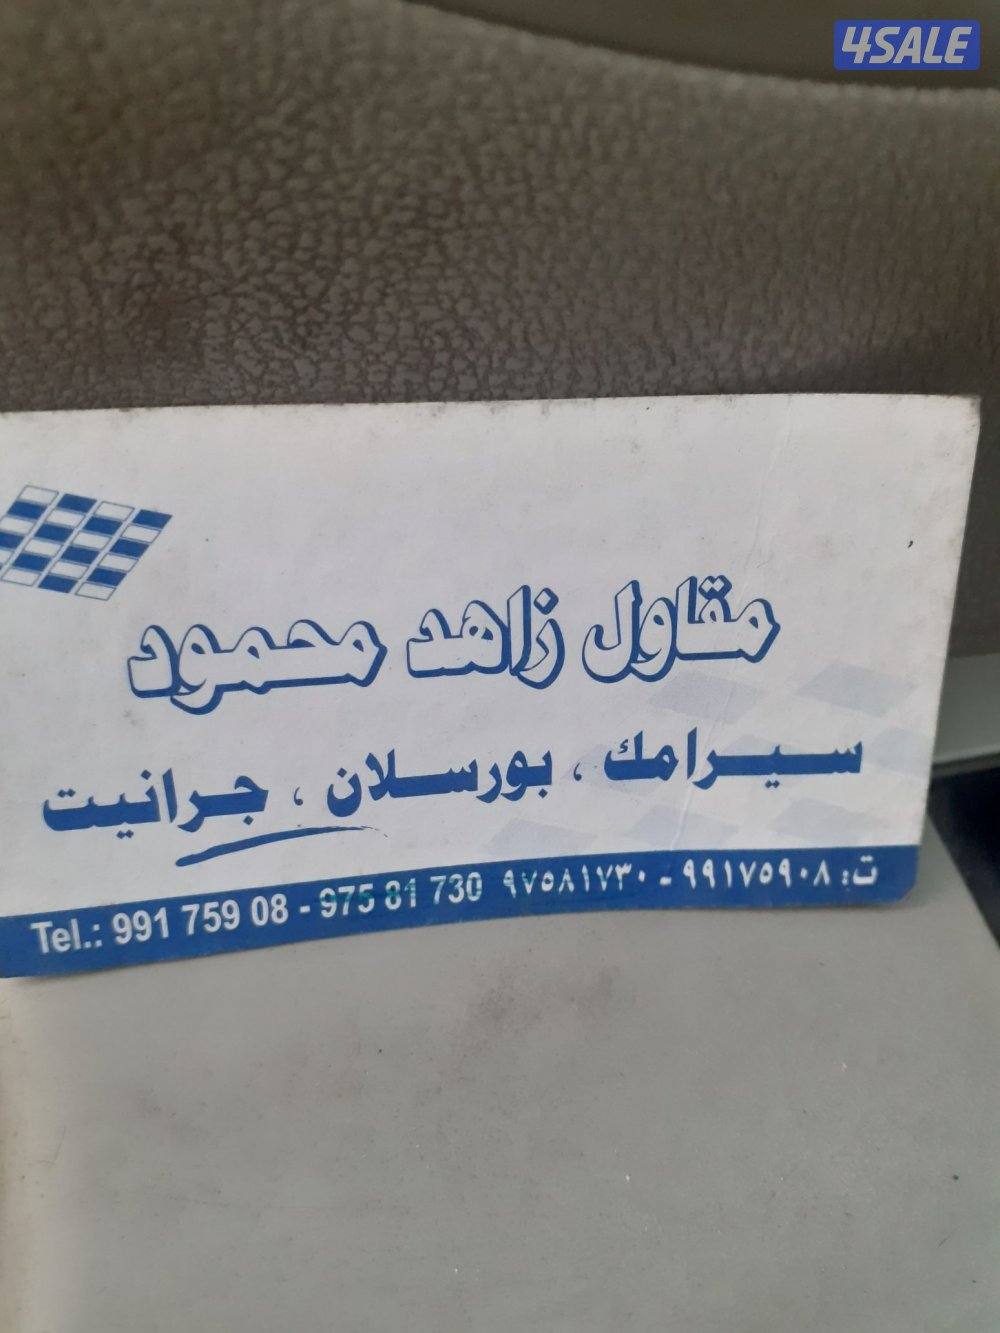 4SALE
مقاول زاهد محمود
سيرامك ، بورسلان ، جرانيت
ت: ٩٩١٧٥٩٠٨ - ٩٧٥٨١٧٣٠ Tel.: 991 759 08 - 975 81 730